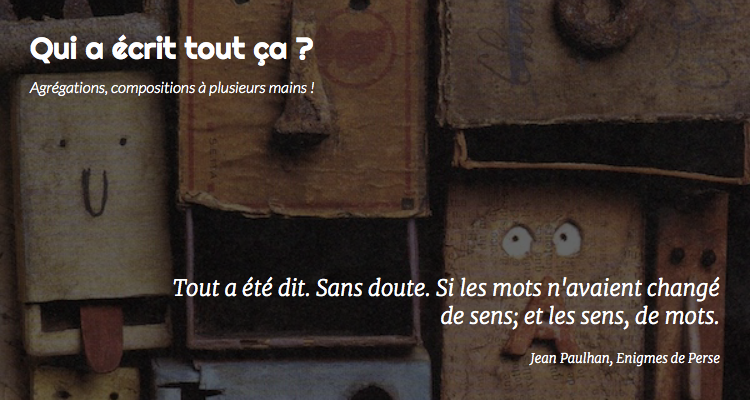 Qui a écrit tout ça ?
Agrégations, compositions à plusieurs mains !
Tout a été dit. Sans doute. Si les mots n'avaient changé
de sens; et les sens, de mots.
Jean Paulhan, Enigmes de Perse